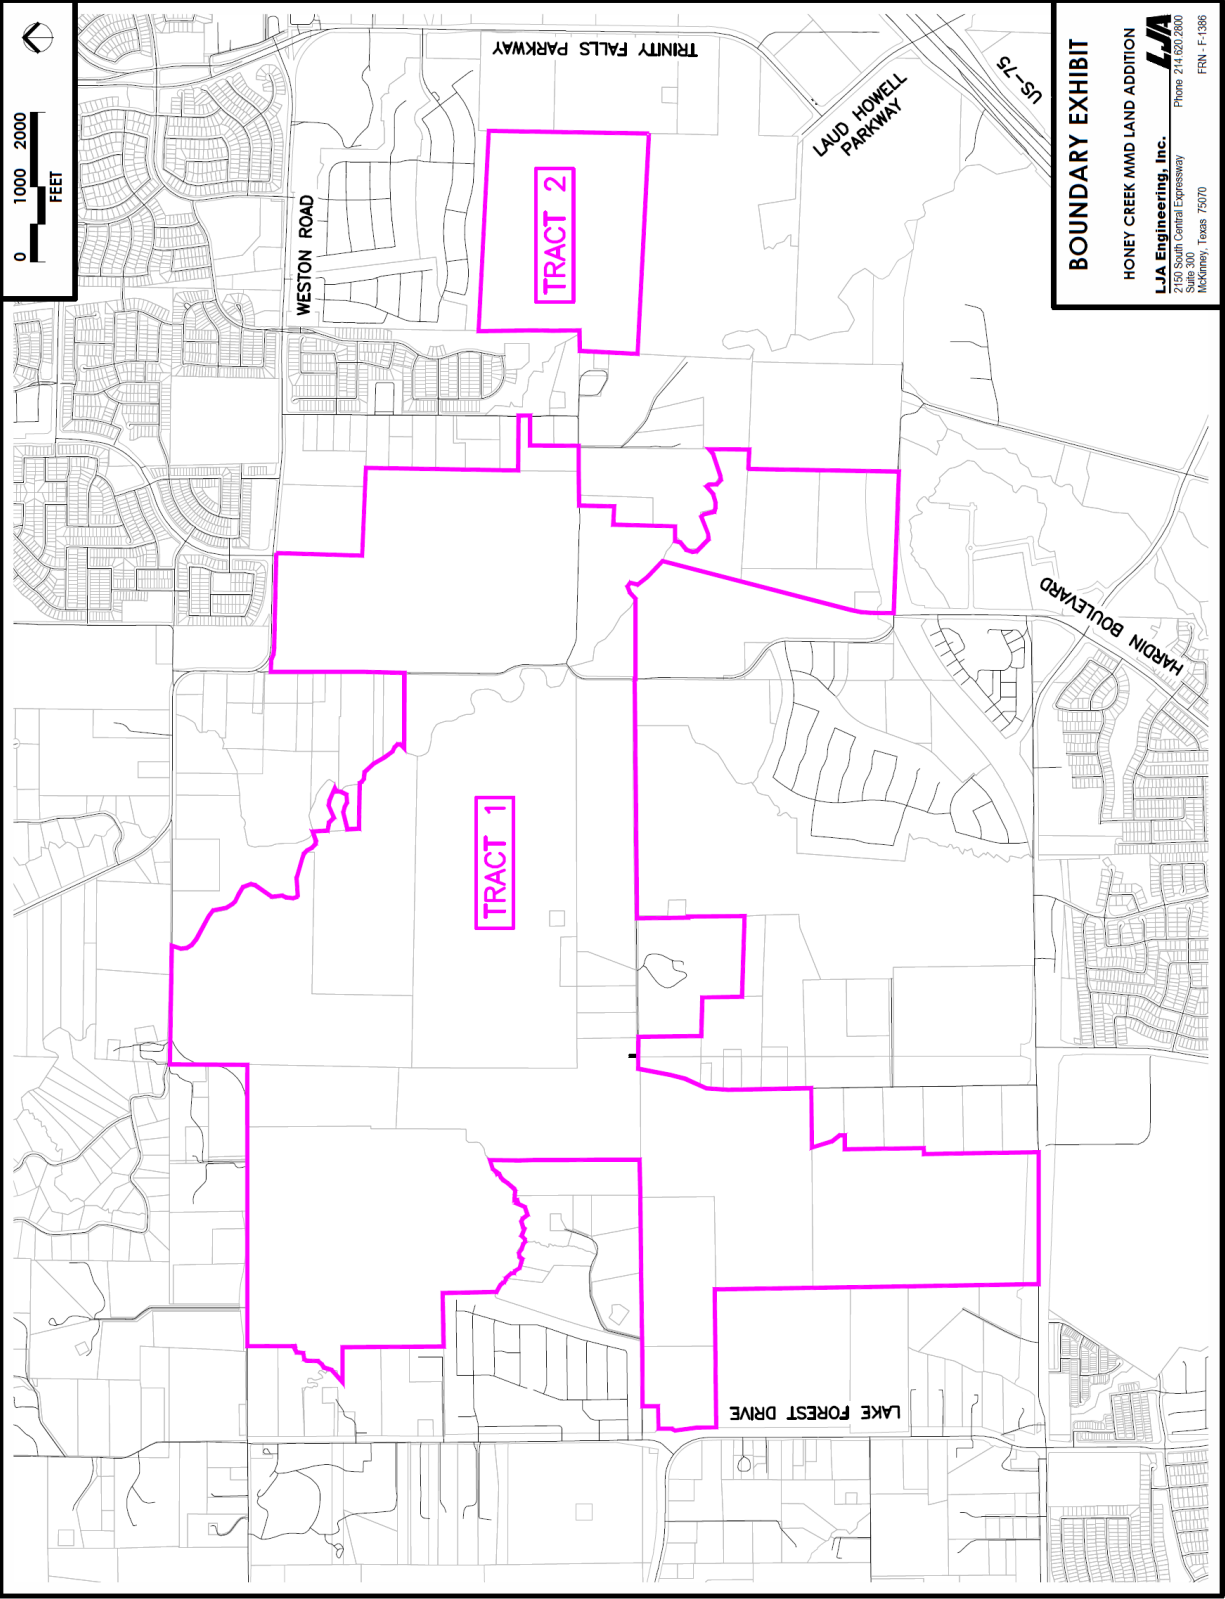 0 1000 2000
FEET
WESTON ROAD
TRINITY FALLS PARKWAY
LAUD HOWELL
PARKWAY
US-75
TRACT 2
TRACT 1
HARDIN BOULEVARD
LAKE FOREST DRIVE
BOUNDARY EXHIBIT
HONEY CREEK MMD LAND ADDITION
LJA Engineering, Inc.
LJA
2150 South Central Expressway
Phone 214.620.2800
Suite 300
McKinney, Texas 75070
FRN - F-1386